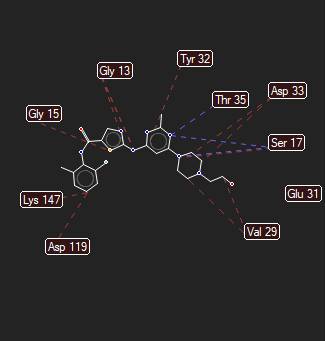 Tyr 32
Gly 13
Asp 33
Thr 35
Gly 15
Ser 17
Glu 31
Lys 147
Val 29
Asp 119